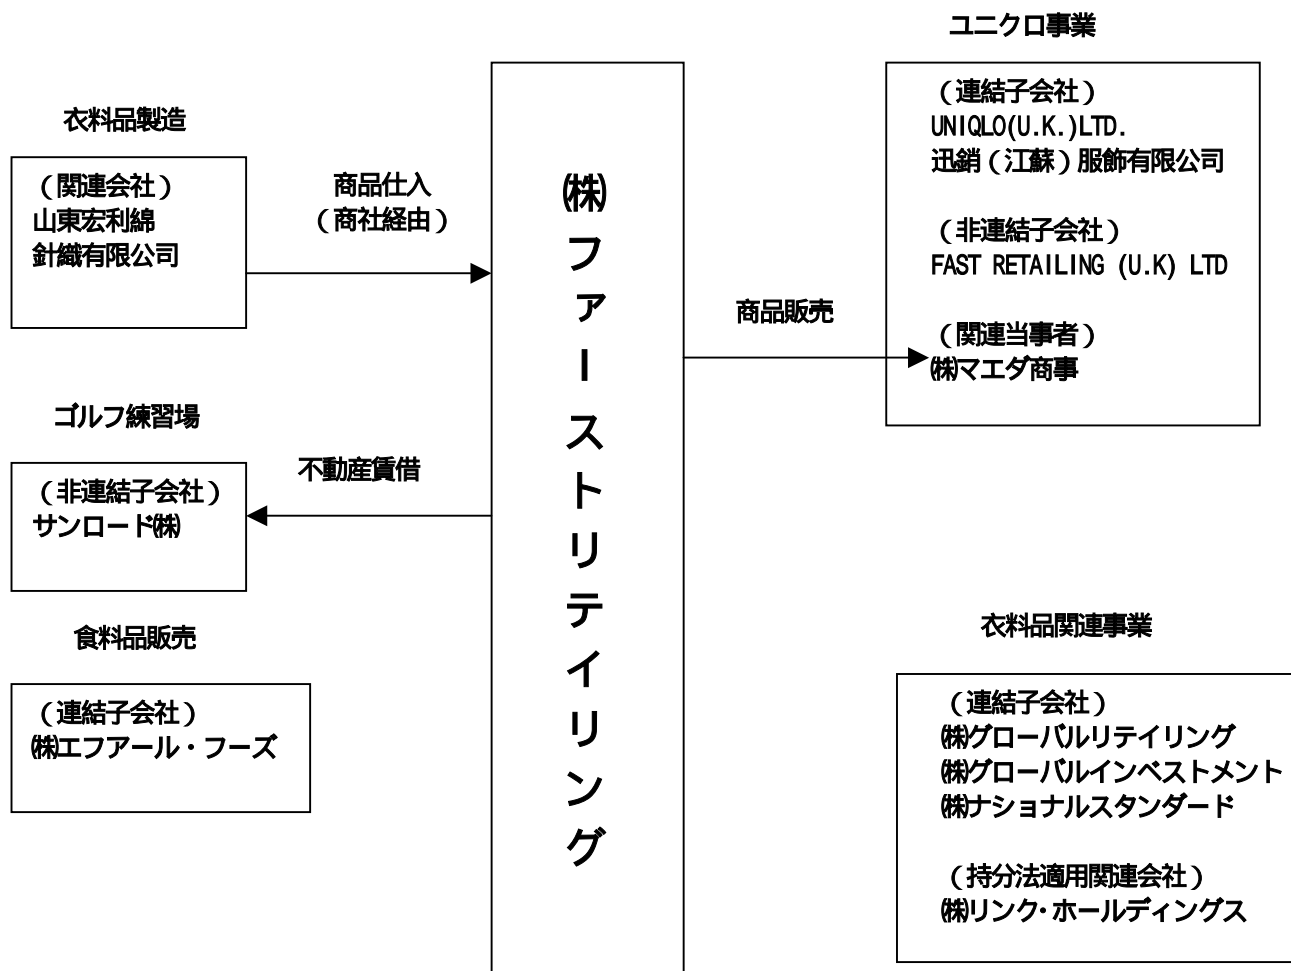 衣料品製造
(関連会社)
山東宏利綿
針織有限公司
商品仕入
(商社経由)
ゴルフ練習場
(非連結子会社)
サンロード㈱
不動産賃借
食料品販売
(連結子会社)
㈱エフアール・フーズ
㈱ファーストリテイリング
商品販売
ユニクロ事業
(連結子会社)
UNIQLO(U.K.)LTD.
迅銷(江蘇)服飾有限公司
(非連結子会社)
FAST RETAILING (U.K) LTD
(関連当事者)
㈱マエダ商事
衣料品関連事業
(連結子会社)
㈱グローバルリテイリング
㈱グローバルインベストメント
㈱ナショナルスタンダード
(持分法適用関連会社)
㈱リンク・ホールディングス